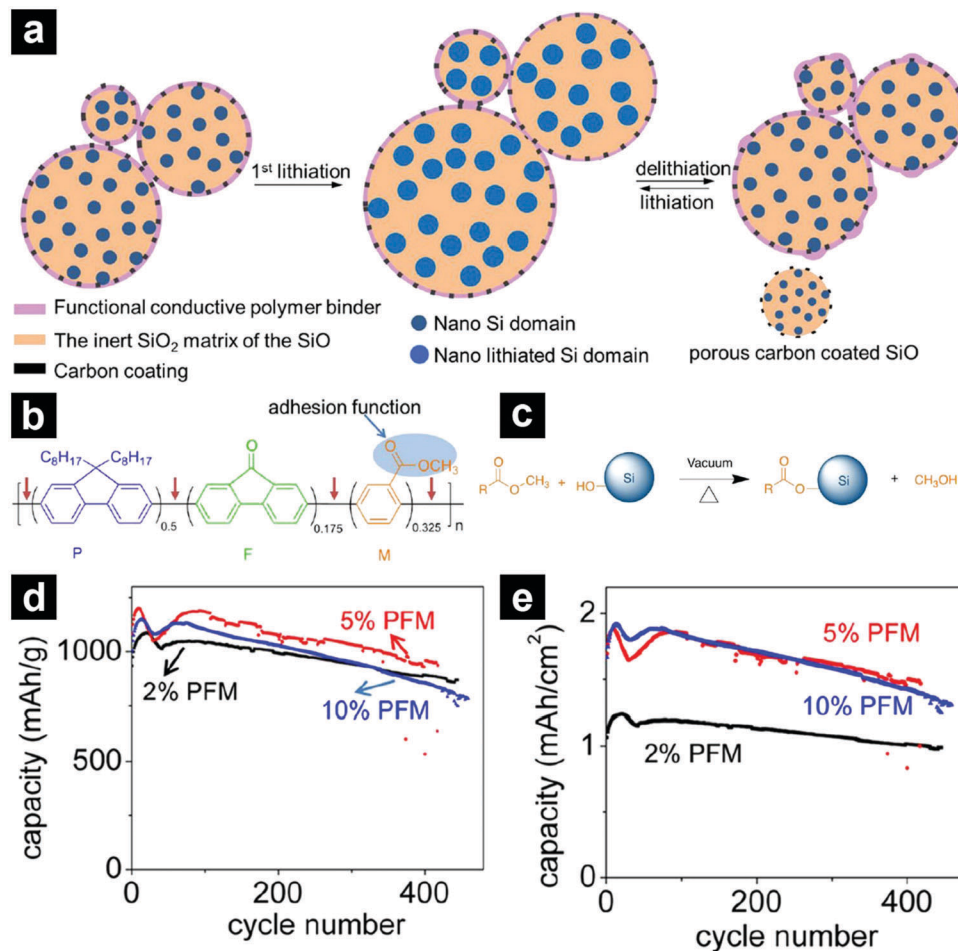 a
1st lithiation
delithiation
lithiation
Functional conductive polymer binder
The inert SiO2 matrix of the SiO
Carbon coating
Nano Si domain
Nano lithiated Si domain
porous carbon coated SiO
b
adhesion function
C8H17 C8H17
O
O
OCH3
0.5
0.175
0.325
n
P
F
M
c
O
R
O
CH3
+
HO
Si
Vacuum
△
O
R
O
Si
+
CH3OH
d
capacity (mAh/g)
1000
500
0
5% PFM
2% PFM
10% PFM
0
200
400
cycle number
e
capacity (mAh/cm2)
2
1
0
5% PFM
10% PFM
2% PFM
0
200
400
cycle number